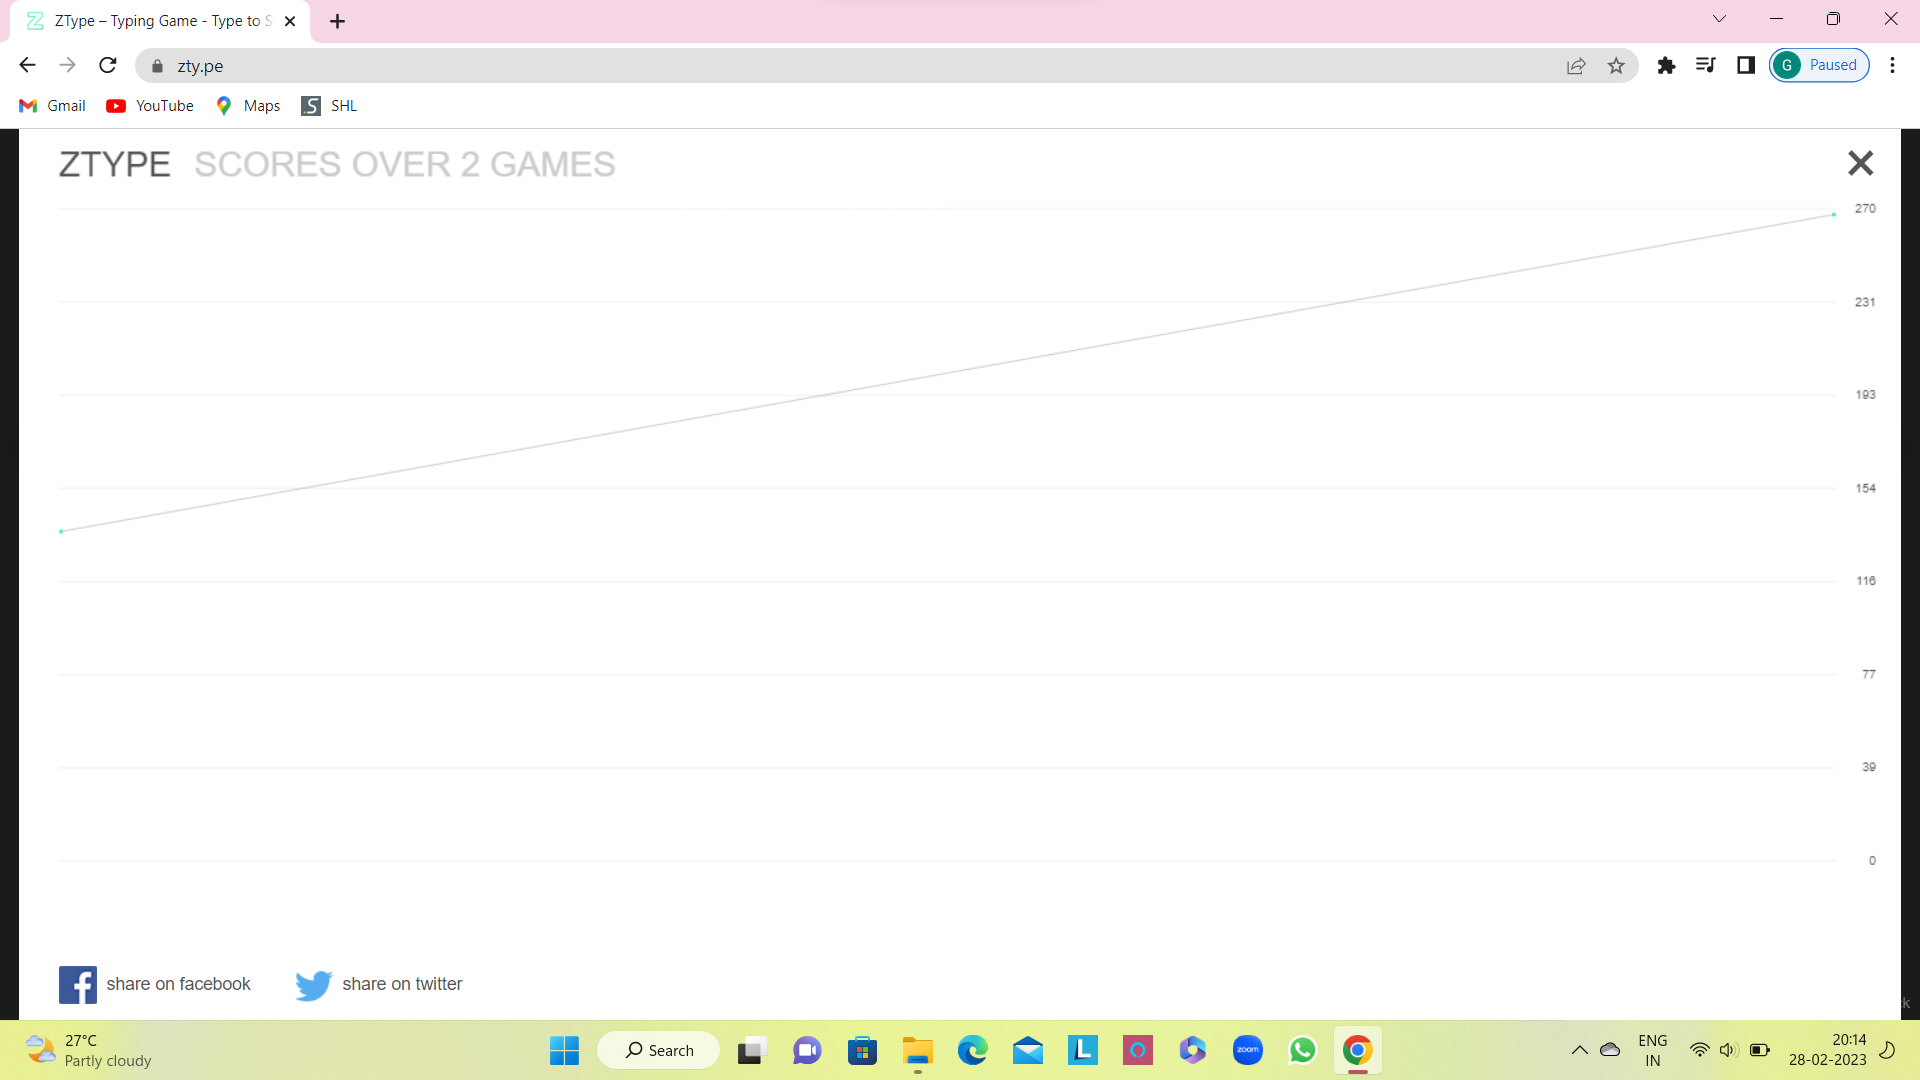 ZType – Typing Game - Type to S
zty.pe
G Paused
Gmail YouTube Maps SHL
ZTYPE SCORES OVER 2 GAMES
270
231
193
154
116
77
39
0
share on facebook share on twitter
27°C
Partly cloudy
Search
zoom
ENG
IN
20:14
28-02-2023